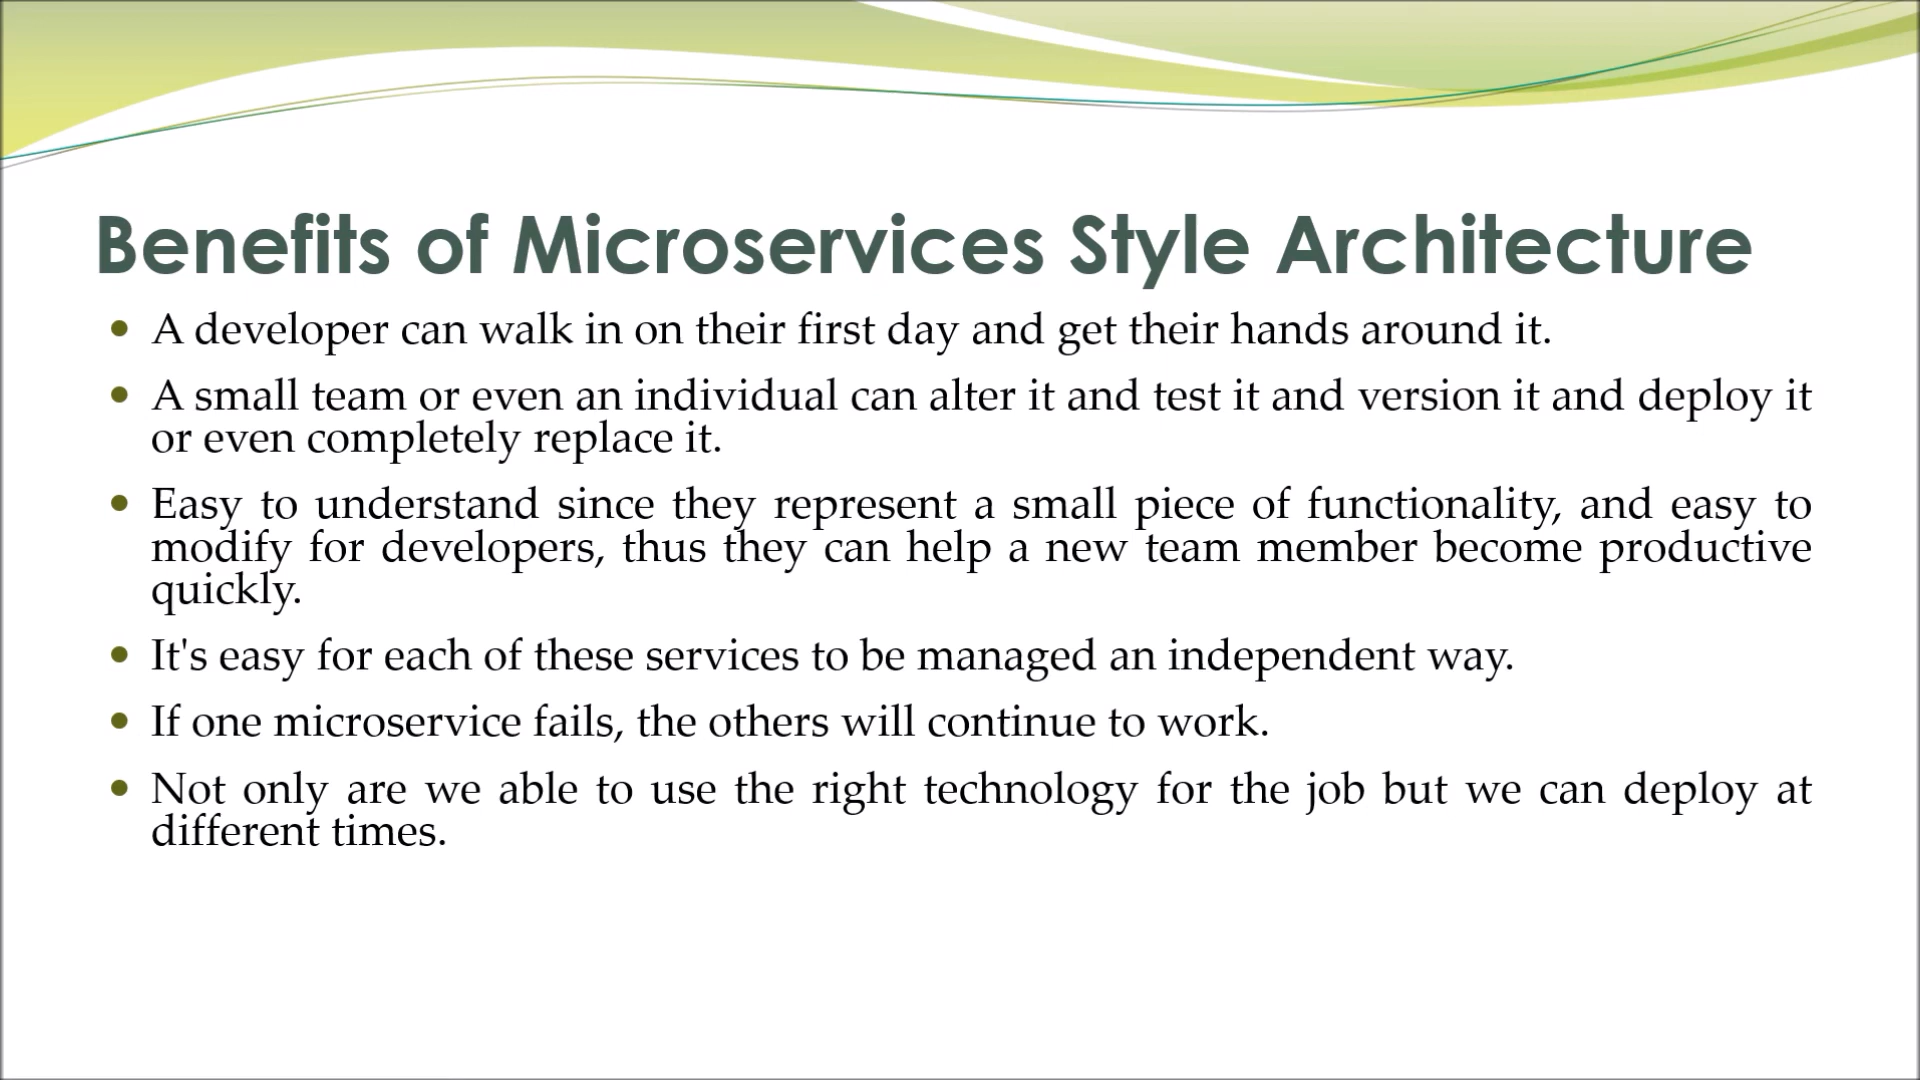 Benefits of Microservices Style Architecture
• A developer can walk in on their first day and get their hands around it.
• A small team or even an individual can alter it and test it and version it and deploy it
or even completely replace it.
• Easy to understand since they represent a small piece of functionality, and easy to
modify for developers, thus they can help a new team member become productive
quickly.
• It's easy for each of these services to be managed an independent way.
• If one microservice fails, the others will continue to work.
• Not only are we able to use the right technology for the job but we can deploy at
different times.